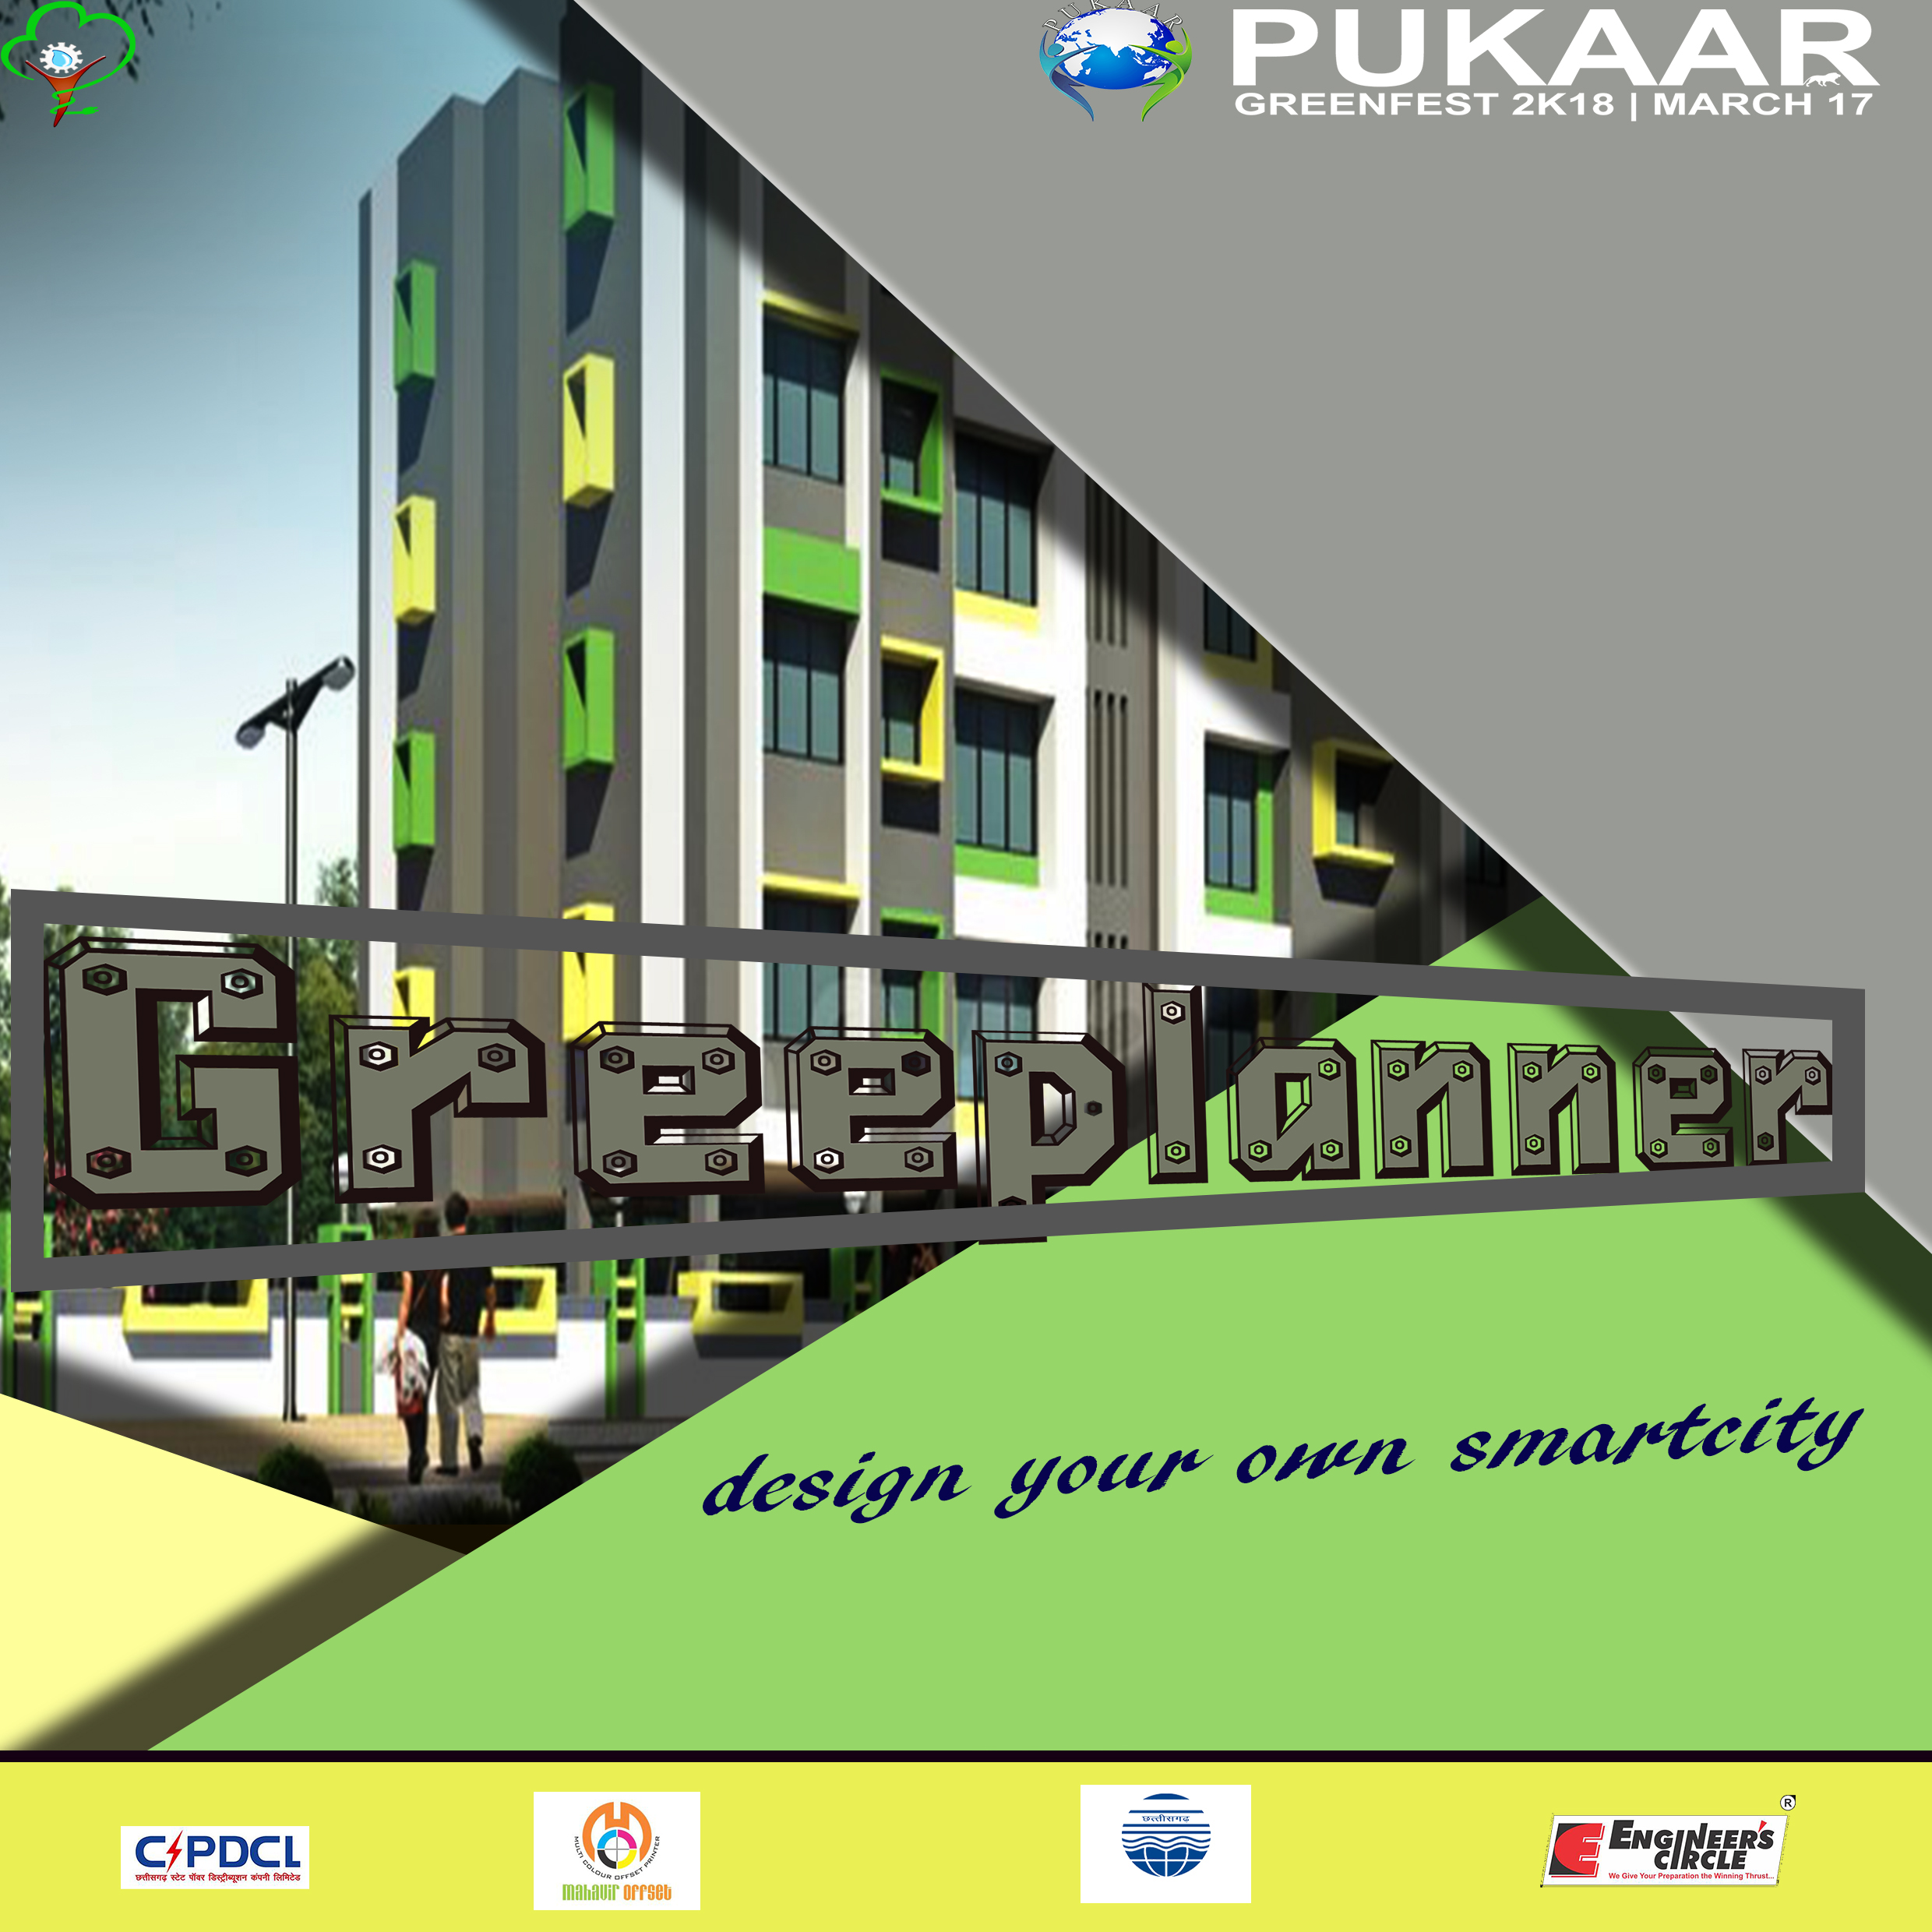 PUKAAR
PUKAAR
GREENFEST 2K18 | MARCH 17
Greeplanner
design your own smartcity
CSPDCL
छत्तीसगढ़ स्टेट पॉवर डिस्ट्रीब्यूशन कंपनी लिमिटेड
MULTI COLOUR OFFSET PRINTER
MAHAVIR OFFSET
छत्तीसगढ
ENGINEER'S
CIRCLE
We Give Your Preparation the Winning Thrust...
®